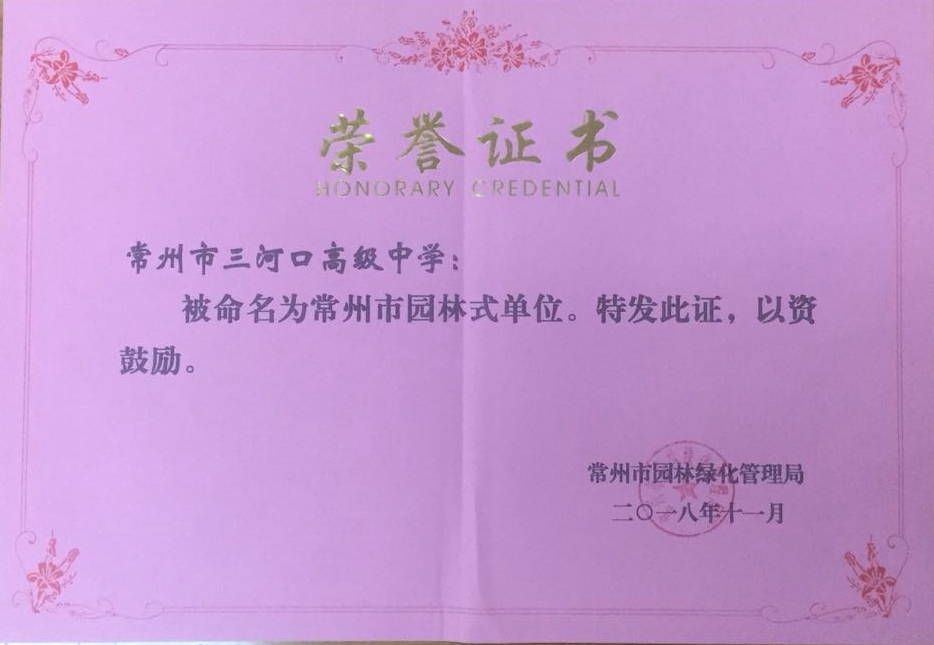 荣誉证书
HONORARY CREDENTIAL
常州市三河口高级中学：
被命名为常州市园林式单位。特发此证，以资
鼓励。
常州市园林绿化管理局
二〇一八年十一月